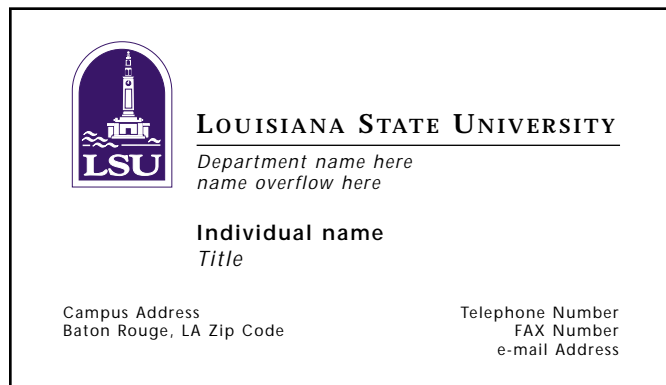 LSU
LOUISIANA STATE UNIVERSITY
Department name here
name overflow here
Individual name
Title
Campus Address
Baton Rouge, LA Zip Code
Telephone Number
FAX Number
e-mail Address